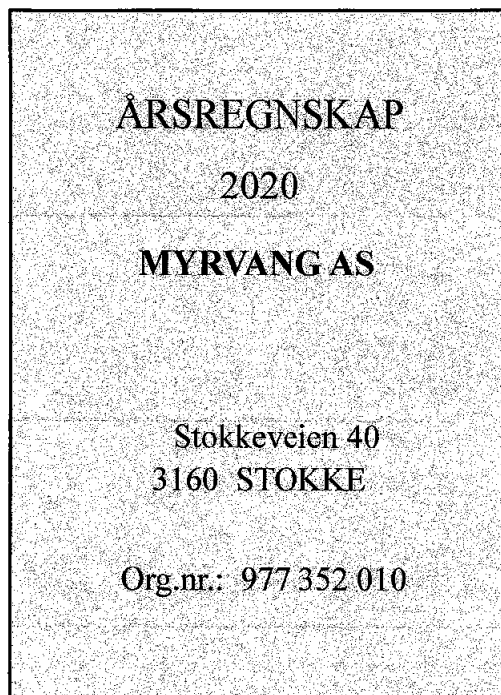 ÅRSREGNSKAP
2020
MYRVANG AS
Stokkeveien 40
3160 STOKKE
Org.nr.: 977 352 010